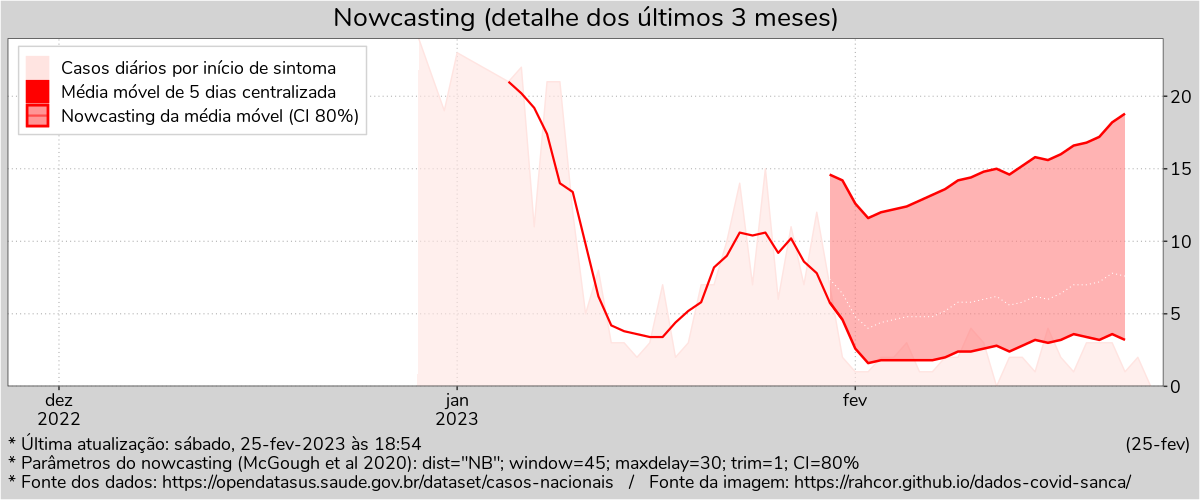 Nowcasting (detalhe dos últimos 3 meses)
Casos diários por início de sintoma
Média móvel de 5 dias centralizada
Nowcasting da média móvel (CI 80%)
20
15
10
5
0
dez
2022
jan
2023
fev
* Última atualização: sábado, 25-fev-2023 às 18:54
(25-fev)
* Parâmetros do nowcasting (McGough et al 2020): dist="NB"; window=45; maxdelay=30; trim=1; CI=80%
* Fonte dos dados: https://opendatasus.saude.gov.br/dataset/casos-nacionais / Fonte da imagem: https://rahcor.github.io/dados-covid-sanca/